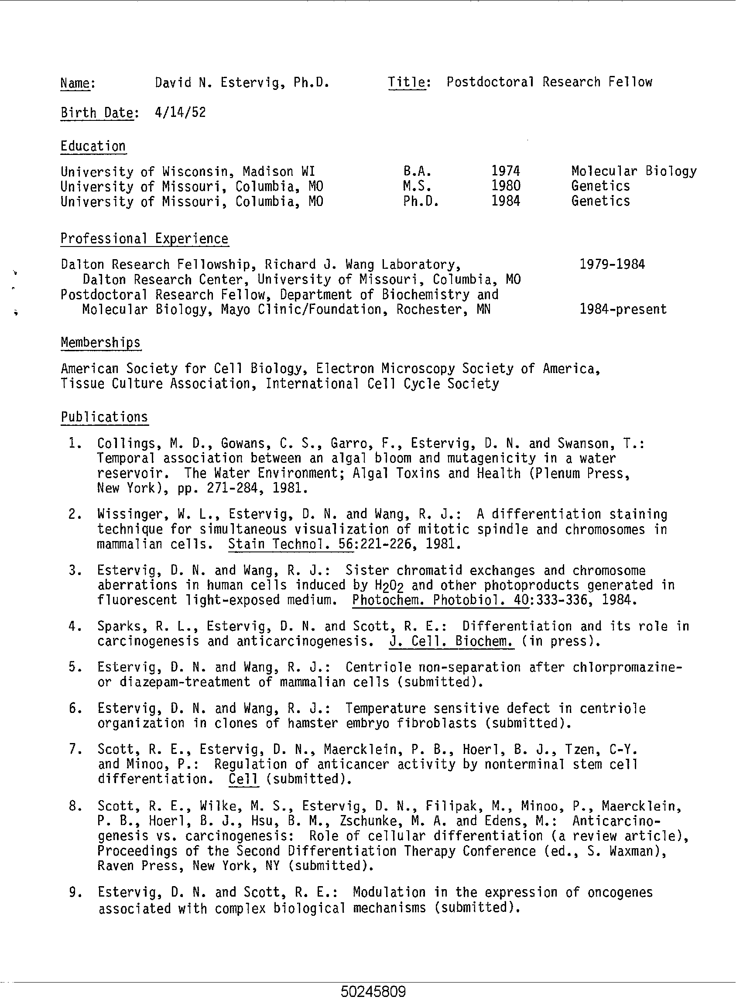 Name: David N. Estervig, Ph.D. Title: Postdoctoral Research Fellow
Birth Date: 4/14/52
Education
University of Wisconsin, Madison WI B.A. 1974 Molecular Biology
University of Missouri, Columbia, MO M.S. 1980 Genetics
University of Missouri, Columbia, MO Ph.D. 1984 Genetics
Professional Experience
Dalton Research Fellowship, Richard J. Wang Laboratory, 1979-1984
Dalton Research Center, University of Missouri, Columbia, MO
Postdoctoral Research Fellow, Department of Biochemistry and
Molecular Biology, Mayo Clinic/Foundation, Rochester, MN 1984-present
Memberships
American Society for Cell Biology, Electron Microscopy Society of America,
Tissue Culture Association, International Cell Cycle Society
Publications
1. Collings, M. D., Gowans, C. S., Garro, F., Estervig, D. N. and Swanson, T.:
Temporal association between an algal bloom and mutagenicity in a water
reservoir. The Water Environment; Algal Toxins and Health (Plenum Press,
New York), pp. 271-284, 1981.
2. Wissinger, W. L., Estervig, D. N. and Wang, R. J.: A differentiation staining
technique for simultaneous visualization of mitotic spindle and chromosomes in
mammalian cells. Stain Technol. 56:221-226, 1981.
3. Estervig, D. N. and Wang, R. J.: Sister chromatid exchanges and chromosome
aberrations in human cells induced by H2O2 and other photoproducts generated in
fluorescent light-exposed medium. Photochem. Photobiol. 40:333-336, 1984.
4. Sparks, R. L., Estervig, D. N. and Scott, R. E.: Differentiation and its role in
carcinogenesis and anticarcinogenesis. J. Cell. Biochem. (in press).
5. Estervig, D. N. and Wang, R. J.: Centriole non-separation after chlorpromazine-
or diazepam-treatment of mammalian cells (submitted).
6. Estervig, D. N. and Wang, R. J.: Temperature sensitive defect in centriole
organization in clones of hamster embryo fibroblasts (submitted).
7. Scott, R. E., Estervig, D. N., Maercklein, P. B., Hoerl, B. J., Tzen, C-Y.
and Minoo, P.: Regulation of anticancer activity by nonterminal stem cell
differentiation. Cell (submitted).
8. Scott, R. E., Wilke, M. S., Estervig, D. N., Filipak, M., Minoo, P., Maercklein,
P. B., Hoerl, B. J., Hsu, B. M., Zschunke, M. A. and Edens, M.: Anticarcino-
genesis vs. carcinogenesis: Role of cellular differentiation (a review article),
Proceedings of the Second Differentiation Therapy Conference (ed., S. Waxman),
Raven Press, New York, NY (submitted).
9. Estervig, D. N. and Scott, R. E.: Modulation in the expression of oncogenes
associated with complex biological mechanisms (submitted).
50245809